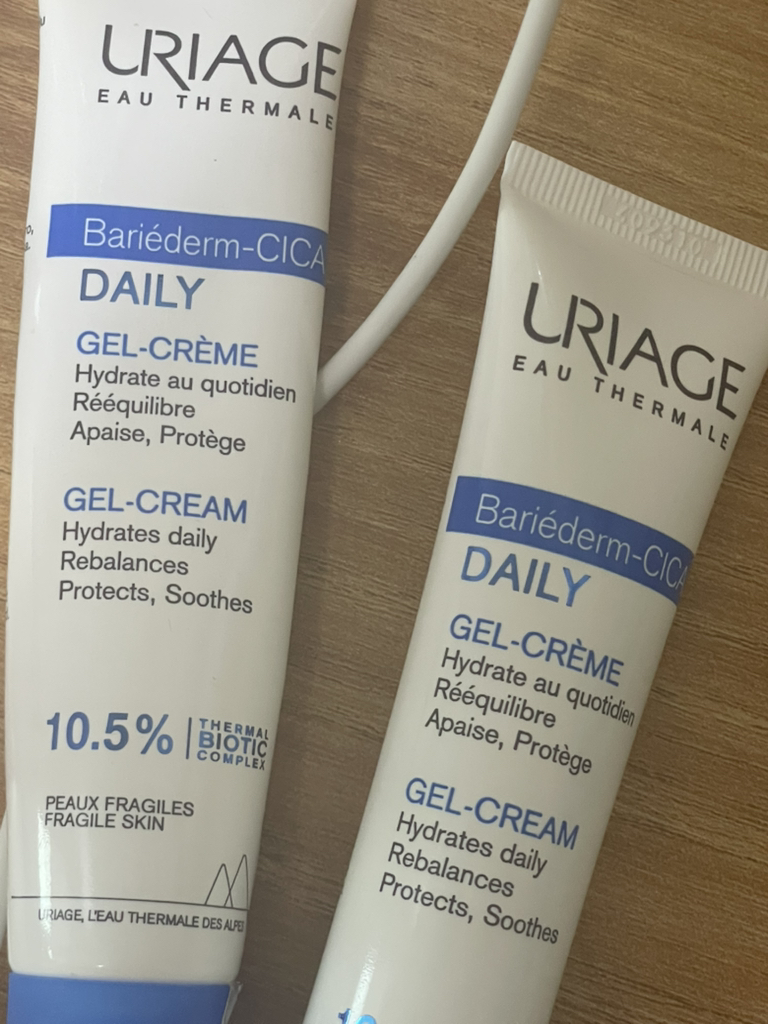 URIAGE
EAU THERMALE
Bariéderm-CICA
DAILY
GEL-CRÈME
Hydrate au quotidien
Rééquilibre
Apaise, Protège
GEL-CREAM
Hydrates daily
Rebalances
Protects, Soothes
10.5%
THERMAL
BIOTIC
COMPLEX
PEAUX FRAGILES
FRAGILE SKIN
URIAGE, L'EAU THERMALE DES ALPES
URIAGE
EAU THERMALE
Bariéderm-CICA
DAILY
GEL-CRÈME
Hydrate au quotidien
Rééquilibre
Apaise, Protège
GEL-CREAM
Hydrates daily
Rebalances
Protects, Soothes